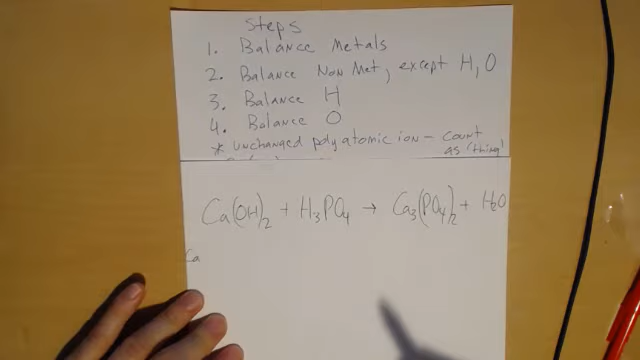 Steps
1. Balance Metals
2. Balance Non Met, except H, O
3. Balance H
4. Balance O
* unchanged polyatomic ion - count
as 'thing'
Ca(OH)₂ + H₃PO₄ → Ca₃(PO₄)₂ + H₂O
Ca